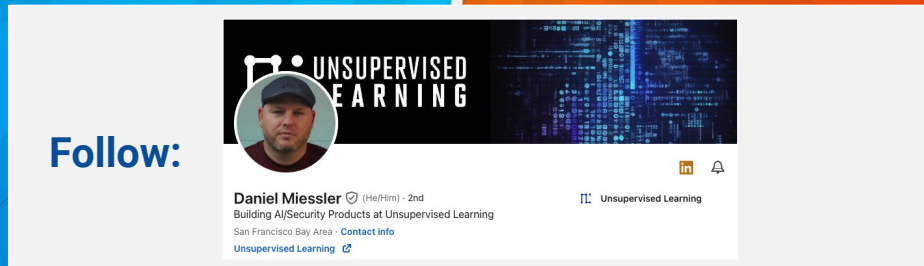 UNSUPERVISED
LEARNING
Follow:
in
Daniel Miessler (He/Him) · 2nd
Unsupervised Learning
Building AI/Security Products at Unsupervised Learning
San Francisco Bay Area · Contact info
Unsupervised Learning